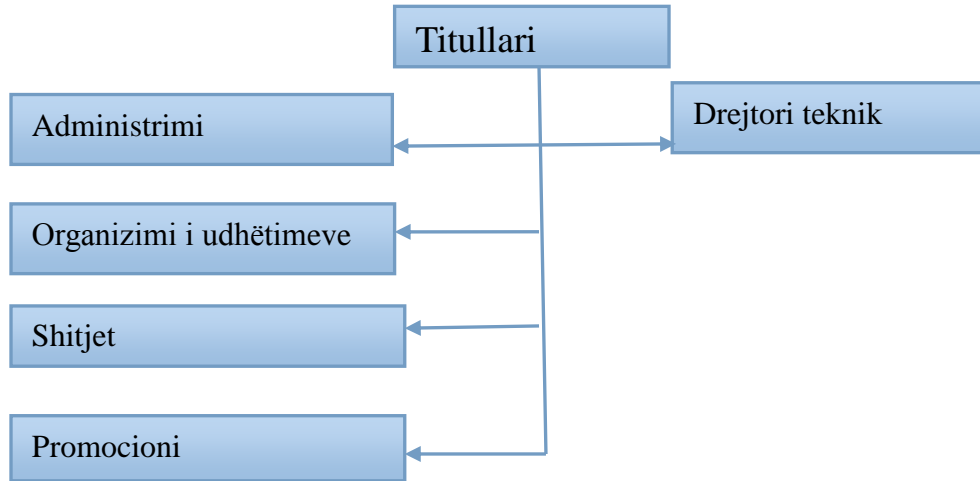 Titullari
Administrimi
Drejtori teknik
Organizimi i udhëtimeve
Shitjet
Promocioni